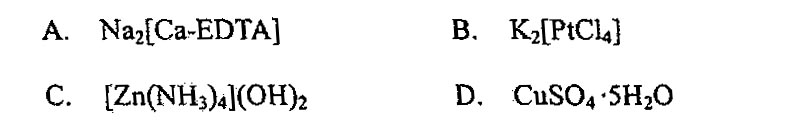 A. Na₂[Ca-EDTA] B. K₂[PtCl₄]
C. [Zn(NH₃)₄](OH)₂ D. CuSO₄·5H₂O